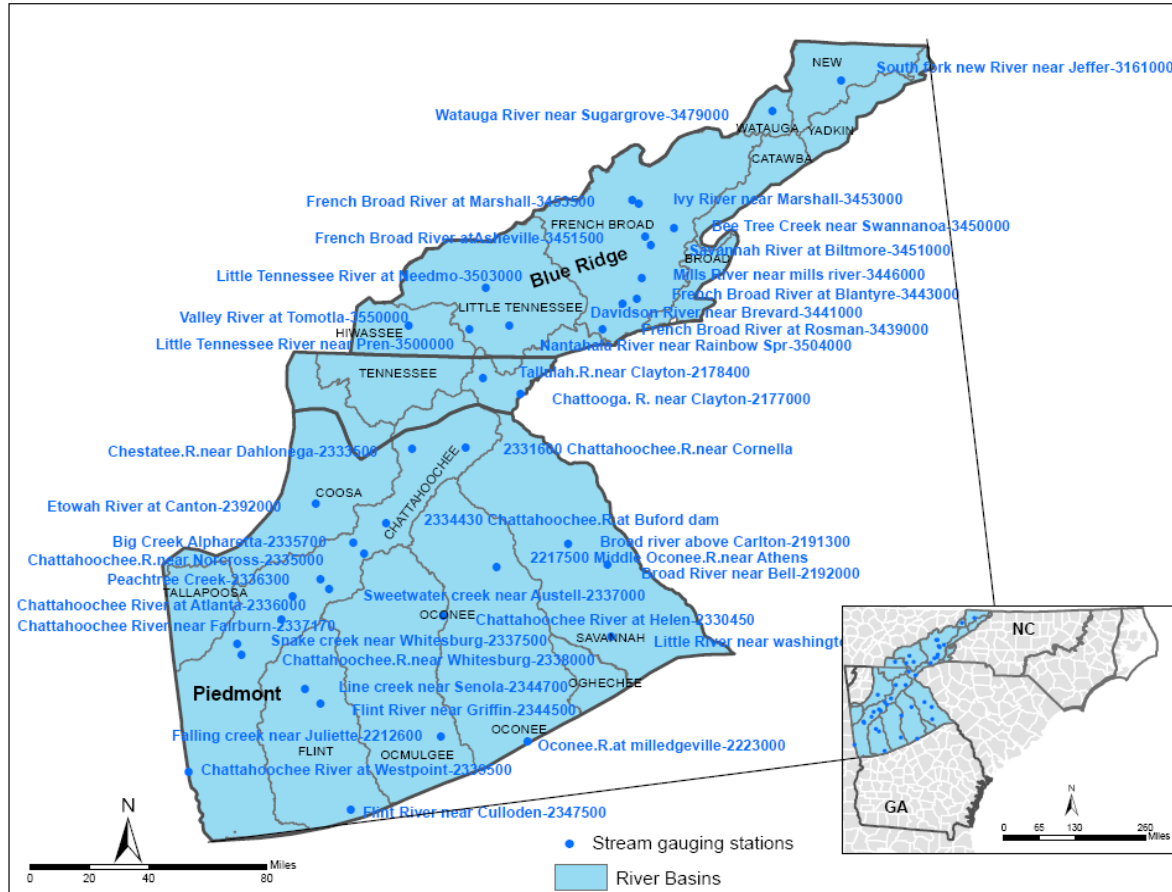 NEW
South fork new River near Jeffer-3161000
Watauga River near Sugargrove-3479000
WATAUGA
YADKIN
CATAWBA
French Broad River at Marshall-3453500
Ivy River near Marshall-3453000
FRENCH BROAD
Bee Tree Creek near Swannanoa-3450000
French Broad River atAsheville-3451500
Savannah River at Biltmore-3451000
BROAD
Blue Ridge
Little Tennessee River at Needmo-3503000
Mills River near mills river-3446000
French Broad River at Blantyre-3443000
LITTLE TENNESSEE
Davidson River near Brevard-3441000
Valley River at Tomotla-3550000
HIWASSEE
French Broad River at Rosman-3439000
Little Tennessee River near Pren-3500000
Nantahala River near Rainbow Spr-3504000
TENNESSEE
Tallulah.R.near Clayton-2178400
Chattooga. R. near Clayton-2177000
Chestatee.R.near Dahlonega-2333500
2331600 Chattahoochee.R.near Cornella
CHATTAHOOCHEE
COOSA
Etowah River at Canton-2392000
2334430 Chattahoochee.R.at Buford dam
Big Creek Alpharetta-2335700
Broad river above Carlton-2191300
Chattahoochee.R.near Norcross-2335000
2217500 Middle Oconee.R.near Athens
Broad River near Bell-2192000
Peachtree Creek-2336300
TALLAPOOSA
Sweetwater creek near Austell-2337000
Chattahoochee River at Atlanta-2336000
OCONEE
Chattahoochee River at Helen-2330450
Chattahoochee River near Fairburn-2337170
Snake creek near Whitesburg-2337500
SAVANNAH
Little River near washington
Chattahoochee.R.near Whitesburg-2338000
OGHECHEE
Piedmont
Line creek near Senola-2344700
Flint River near Griffin-2344500
Falling creek near Juliette-2212600
OCONEE
FLINT
OCMULGEE
Oconee.R.at milledgeville-2223000
Chattahoochee River at Westpoint-2339500
Flint River near Culloden-2347500
N
Miles
0 20 40 80
Stream gauging stations
River Basins
NC
GA
N
0 65 130 260
Miles